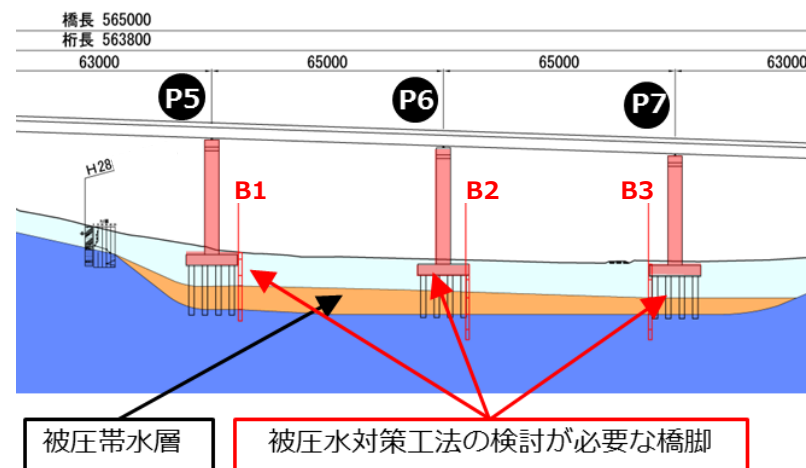 橋長 565000
桁長 563800
63000 65000 65000 63000
P5 P6 P7
H28
B1 B2 B3
被圧帯水層 被圧水対策工法の検討が必要な橋脚